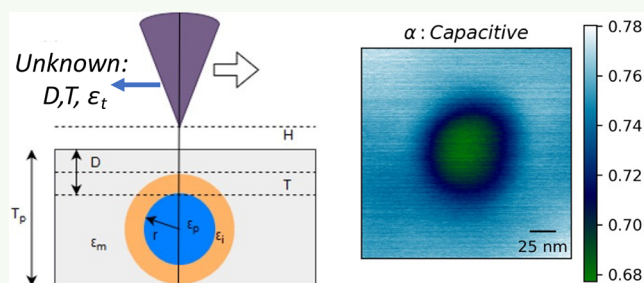 Unknown:
D,T, εt
H
D
T
Tp
εm
r
εp
εi
α : Capacitive
0.78
0.76
0.74
0.72
0.70
0.68
25 nm